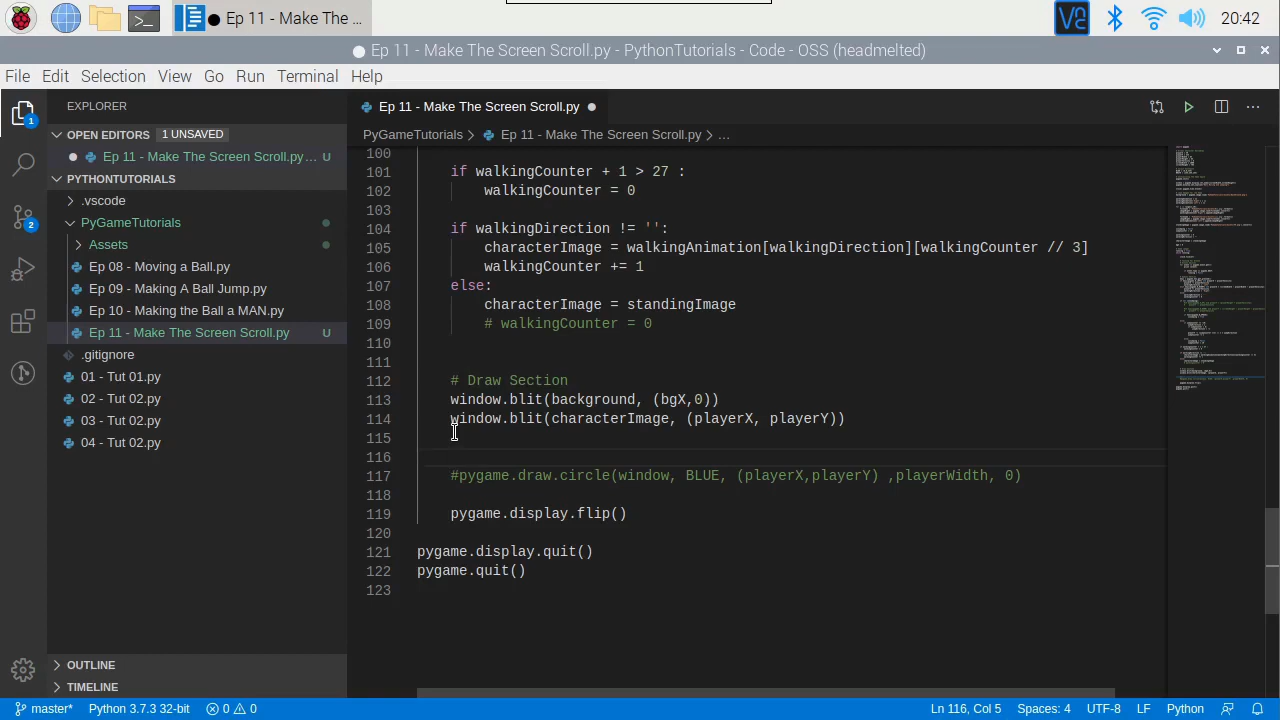 Ep 11 - Make The ...
20:42
Ep 11 - Make The Screen Scroll.py - PythonTutorials - Code - OSS (headmelted)
File Edit Selection View Go Run Terminal Help
EXPLORER
OPEN EDITORS 1 UNSAVED
Ep 11 - Make The Screen Scroll.py... U
PYTHONTUTORIALS
.vscode
PyGameTutorials
Assets
Ep 08 - Moving a Ball.py
Ep 09 - Making A Ball Jump.py
Ep 10 - Making the Ball a MAN.py
Ep 11 - Make The Screen Scroll.py U
.gitignore
01 - Tut 01.py
02 - Tut 02.py
03 - Tut 02.py
04 - Tut 02.py
OUTLINE
TIMELINE
1
2
Ep 11 - Make The Screen Scroll.py
PyGameTutorials > Ep 11 - Make The Screen Scroll.py > ...
100
101 if walkingCounter + 1 > 27 :
102 walkingCounter = 0
103
104 if walkingDirection != '':
105 characterImage = walkingAnimation[walkingDirection][walkingCounter // 3]
106 walkingCounter += 1
107 else:
108 characterImage = standingImage
109 # walkingCounter = 0
110
111
112 # Draw Section
113 window.blit(background, (bgX,0))
114 window.blit(characterImage, (playerX, playerY))
115
116
117 #pygame.draw.circle(window, BLUE, (playerX,playerY) ,playerWidth, 0)
118
119 pygame.display.flip()
120
121 pygame.display.quit()
122 pygame.quit()
123
master* Python 3.7.3 32-bit 0 0 Ln 116, Col 5 Spaces: 4 UTF-8 LF Python